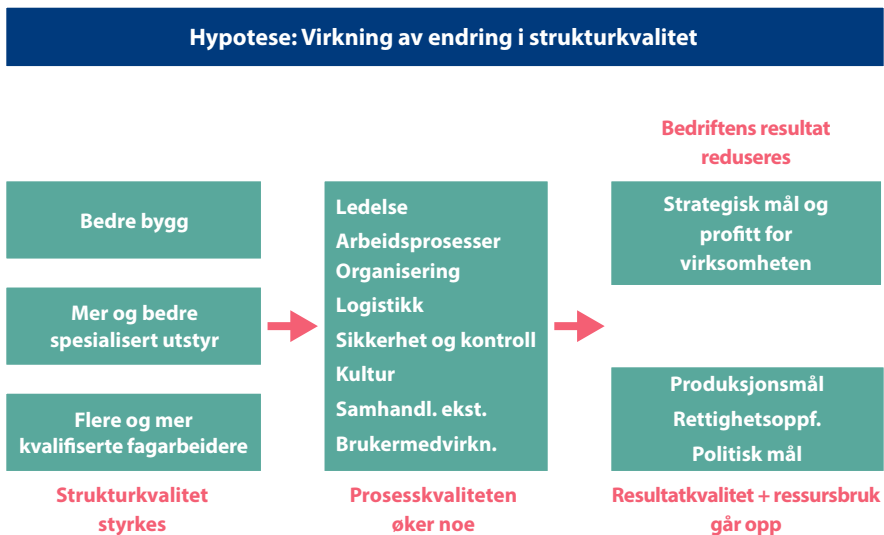 Hypotese: Virkning av endring i strukturkvalitet
Bedre bygg
Mer og bedre
spesialisert utstyr
Flere og mer
kvalifiserte fagarbeidere
Strukturkvalitet
styrkes
Ledelse
Arbeidsprosesser
Organisering
Logistikk
Sikkerhet og kontroll
Kultur
Samhandl. ekst.
Brukermedvirkn.
Prosesskvaliteten
øker noe
Bedriftens resultat
reduseres
Strategisk mål og
profitt for
virksomheten
Produksjonsmål
Rettighetsoppf.
Politisk mål
Resultatkvalitet + ressursbruk
går opp